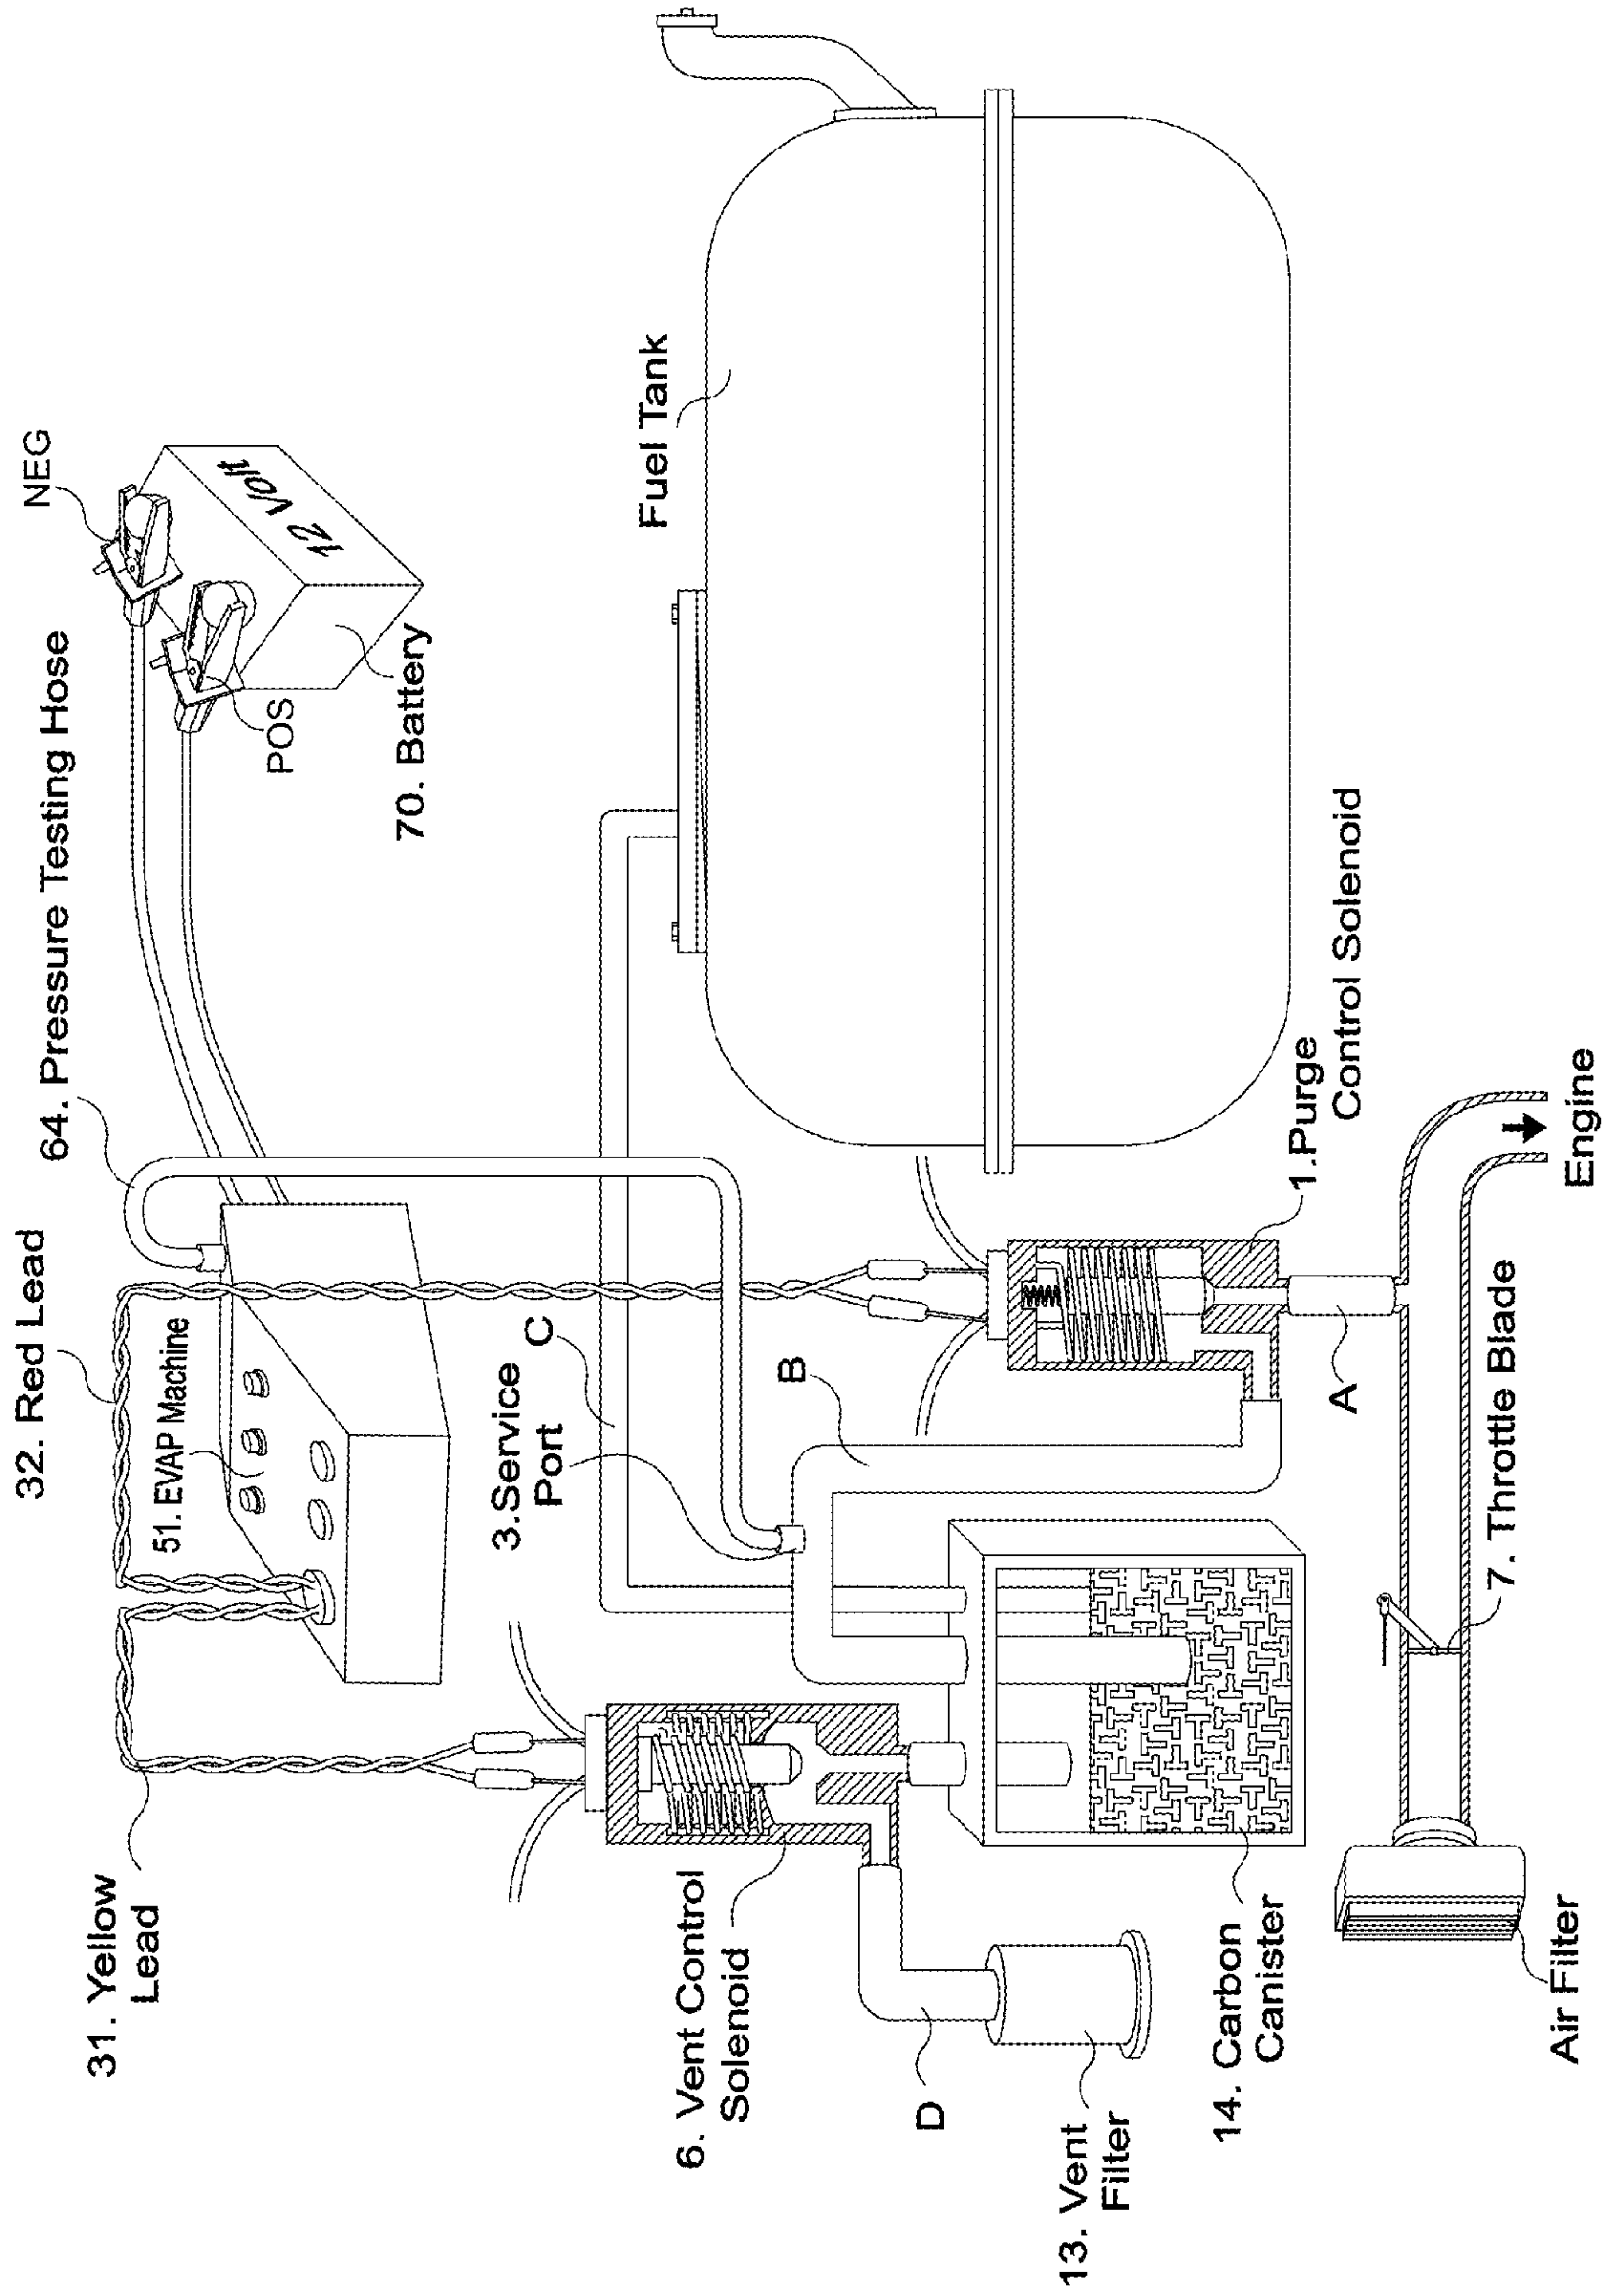 31. Yellow
Lead
32. Red Lead
51. EVAP Machine
64. Pressure Testing Hose
NEG
POS
12 Volt
70. Battery
3.Service
Port
C
B
Fuel Tank
6. Vent Control
Solenoid
D
13. Vent
Filter
14. Carbon
Canister
1.Purge
Control Solenoid
A
7. Throttle Blade
Air Filter
Engine